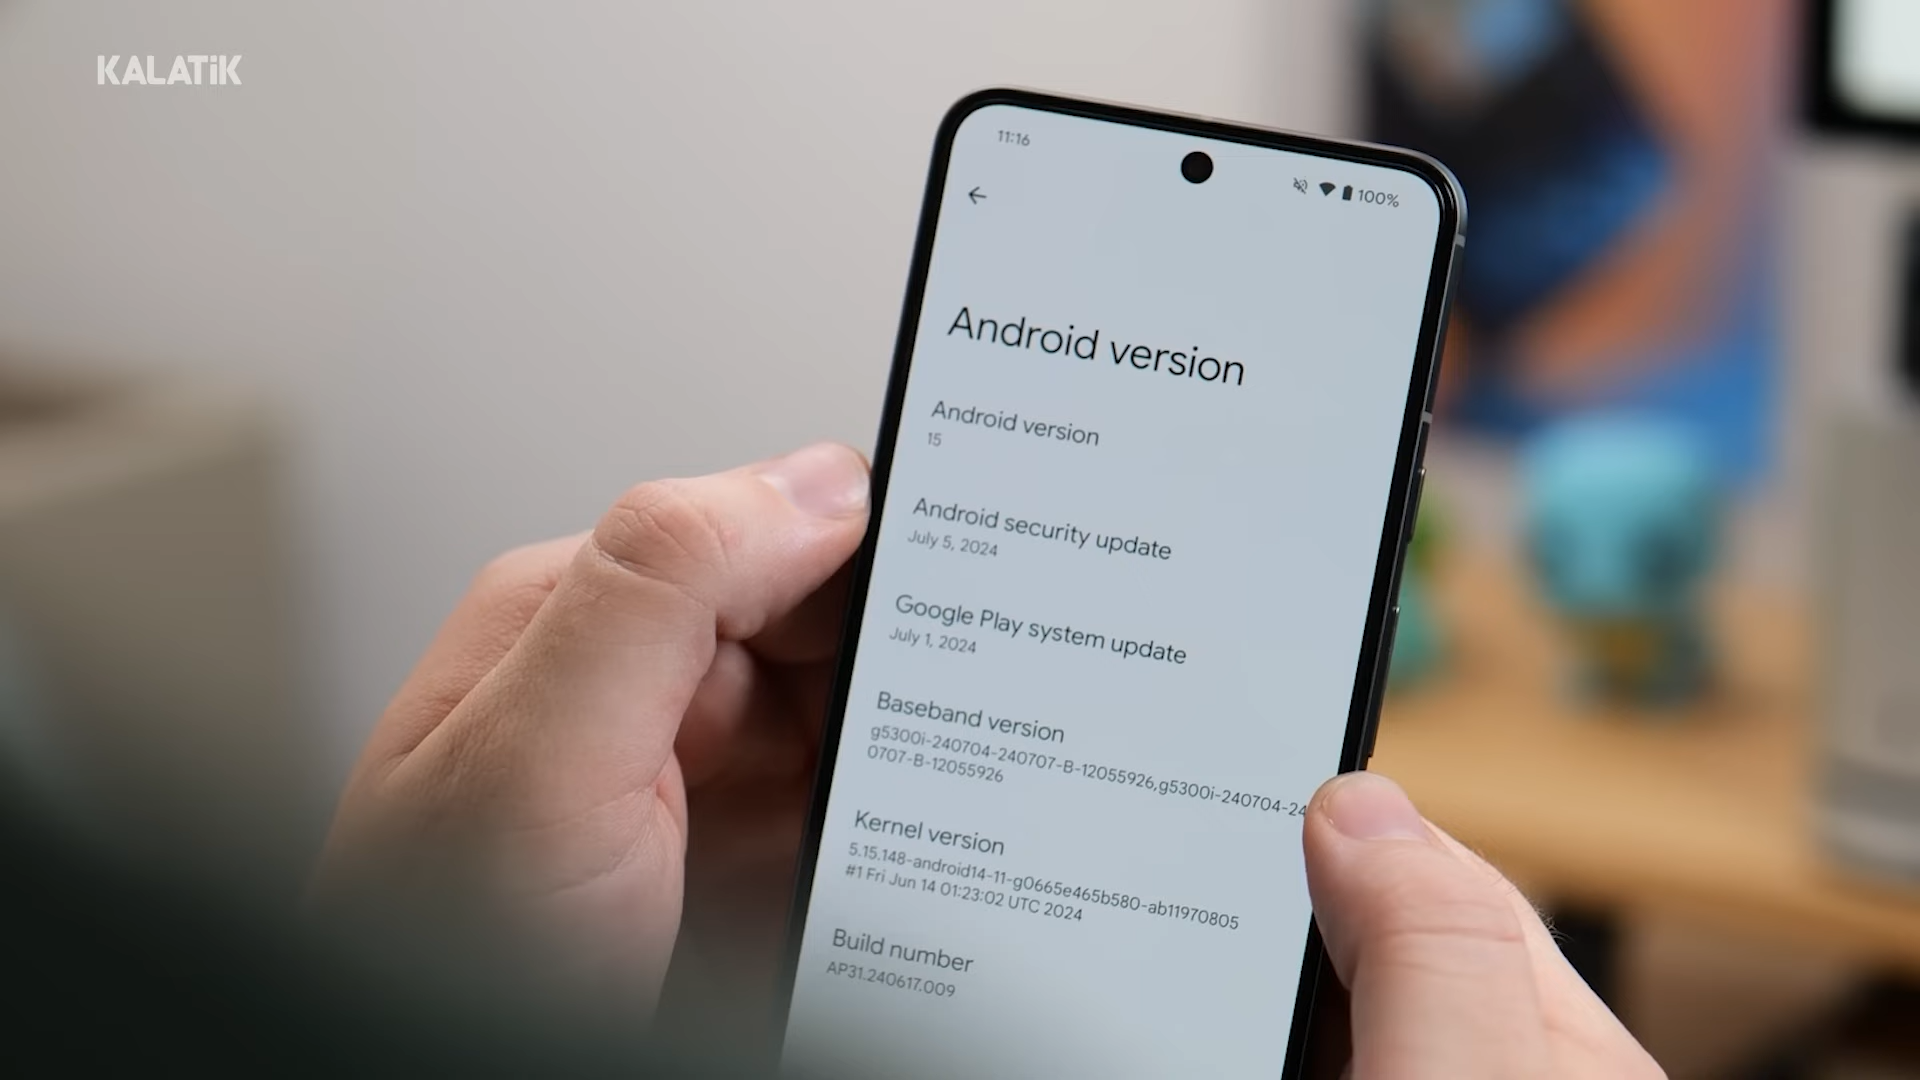 KALATIK
11:16
100%
Android version
Android version
15
Android security update
July 5, 2024
Google Play system update
July 1, 2024
Baseband version
g5300i-240704-240707-B-12055926,g5300i-240704-24
0707-B-12055926
Kernel version
5.15.148-android14-11-g0665e465b580-ab11970805
#1 Fri Jun 14 01:23:02 UTC 2024
Build number
AP31.240617.009